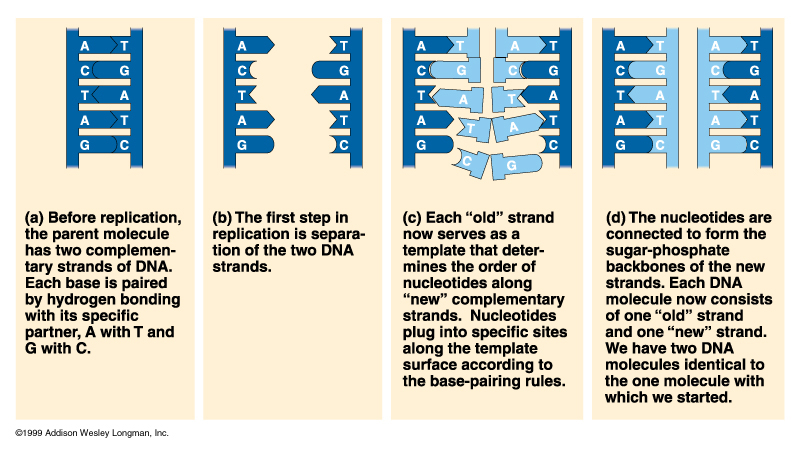 A T
C G
T A
A T
G C
A T
C G
T A
A T
G C
A T A T
C G C G
T A T A
A T A T
G C G C
A T A T
C G C G
T A T A
A T A T
G C G C
(a) Before replication,
the parent molecule
has two complemen-
tary strands of DNA.
Each base is paired
by hydrogen bonding
with its specific
partner, A with T and
G with C.
(b) The first step in
replication is separa-
tion of the two DNA
strands.
(c) Each “old” strand
now serves as a
template that deter-
mines the order of
nucleotides along
“new” complementary
strands. Nucleotides
plug into specific sites
along the template
surface according to
the base-pairing rules.
(d) The nucleotides are
connected to form the
sugar-phosphate
backbones of the new
strands. Each DNA
molecule now consists
of one “old” strand
and one “new” strand.
We have two DNA
molecules identical to
the one molecule with
which we started.
©1999 Addison Wesley Longman, Inc.